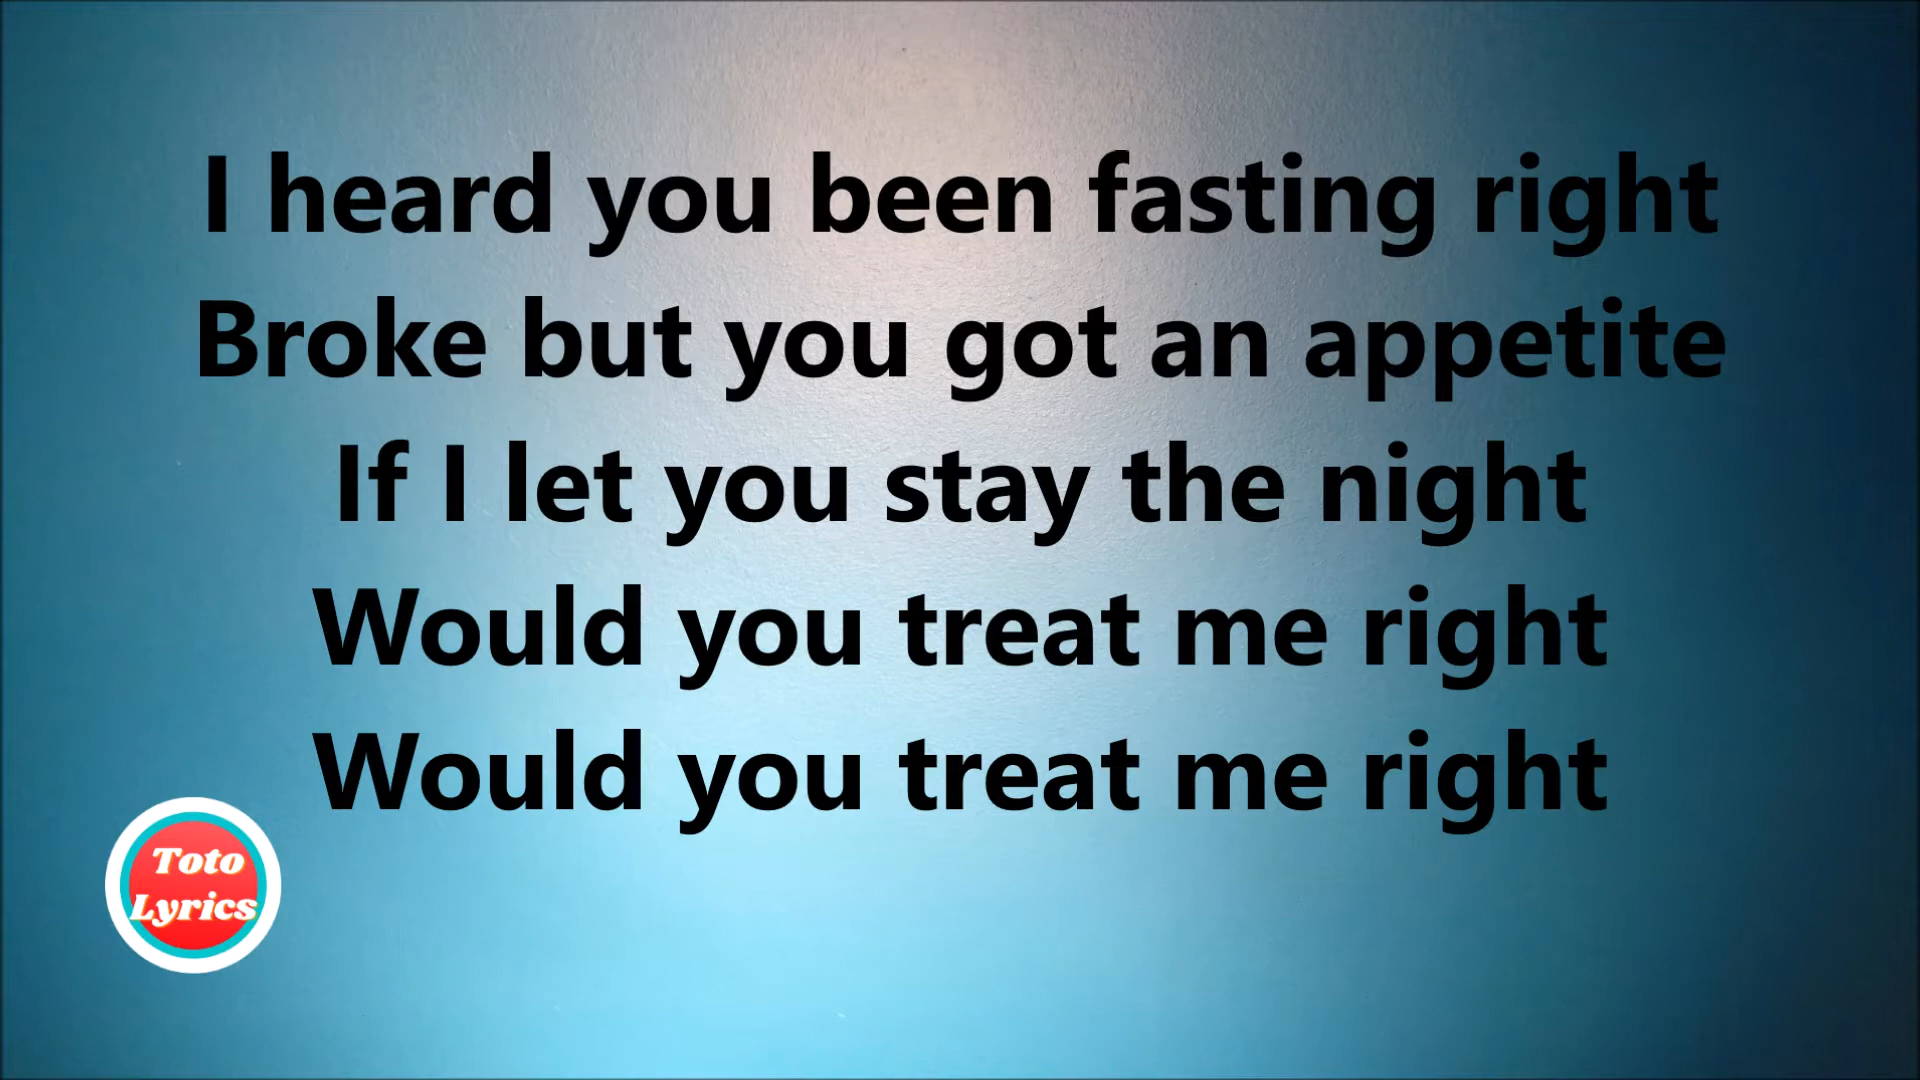 I heard you been fasting right
Broke but you got an appetite
If I let you stay the night
Would you treat me right
Would you treat me right
Toto
Lyrics